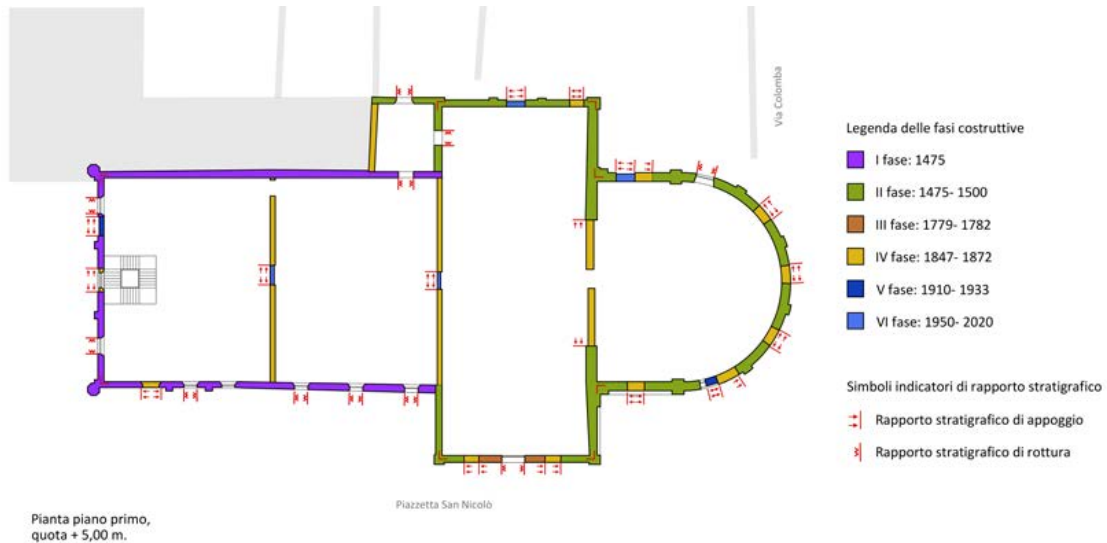 Via Colomba
Legenda delle fasi costruttive
I fase: 1475
II fase: 1475- 1500
III fase: 1779- 1782
IV fase: 1847- 1872
V fase: 1910- 1933
VI fase: 1950- 2020
Simboli indicatori di rapporto stratigrafico
Rapporto stratigrafico di appoggio
Rapporto stratigrafico di rottura
Piazzetta San Nicolò
Pianta piano primo,
quota + 5,00 m.